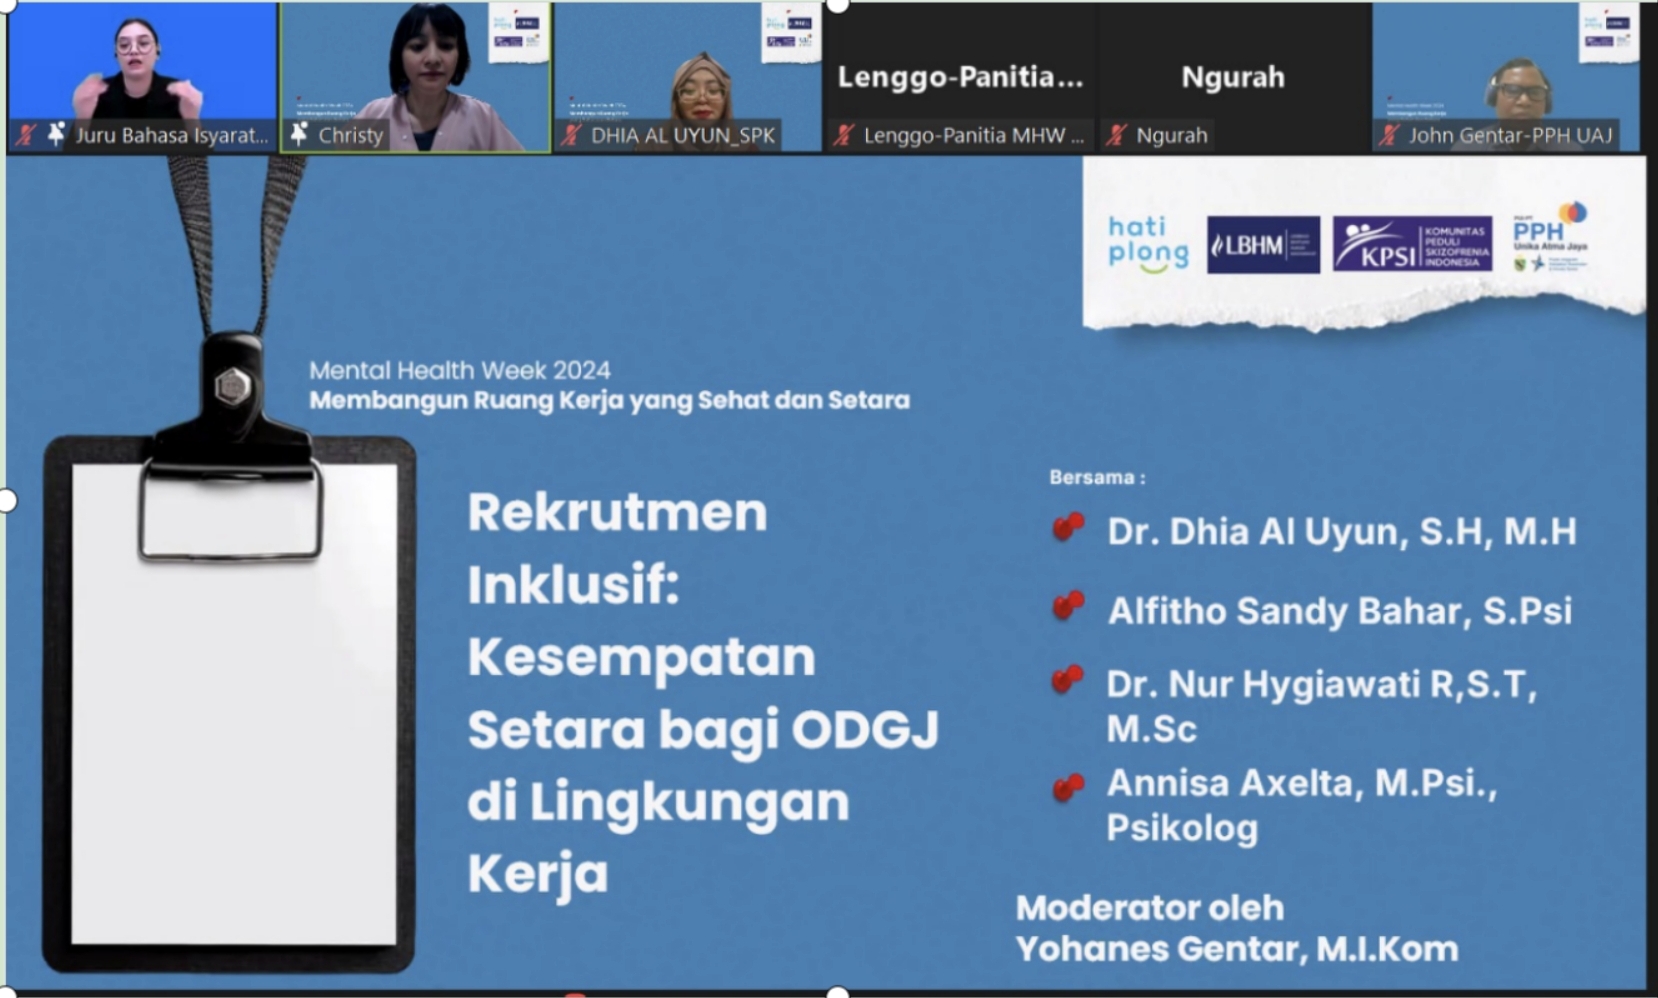 Juru Bahasa Isyarat...
Christy
DHIA AL UYUN_SPK
Lenggo-Panitia...
Lenggo-Panitia MHW ...
Ngurah
Ngurah
John Gentar-PPH UAJ
hati
plong
LBHM
KPSI
KOMUNITAS
PEDULI
SKIZOFRENIA
INDONESIA
PPH
Unika Atma Jaya
Mental Health Week 2024
Membangun Ruang Kerja yang Sehat dan Setara
Rekrutmen
Inklusif:
Kesempatan
Setara bagi ODGJ
di Lingkungan
Kerja
Bersama :
Dr. Dhia Al Uyun, S.H, M.H
Alfitho Sandy Bahar, S.Psi
Dr. Nur Hygiawati R,S.T,
M.Sc
Annisa Axelta, M.Psi.,
Psikolog
Moderator oleh
Yohanes Gentar, M.I.Kom